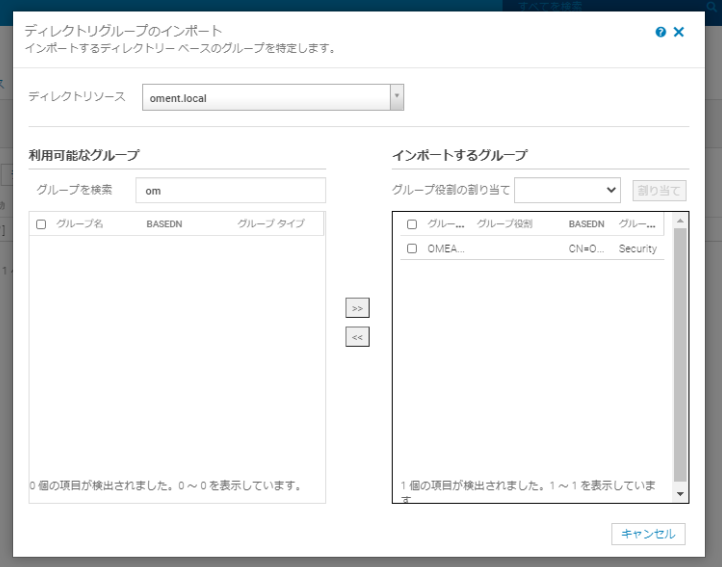 すべてを検索
ディレクトリグループのインポート
インポートするディレクトリー ベースのグループを特定します。
ディレクトリソース
oment.local
利用可能なグループ
インポートするグループ
グループを検索
om
グループ役割の割り当て
割り当て
グループ名 BASEDN グループ タイプ
グルー... グループ役割 BASEDN グルー...
OMEA... CN=O... Security
>>
<<
0 個の項目が検出されました。0 ～ 0 を表示しています。
1 個の項目が検出されました。1 ～ 1 を表示していま
す
キャンセル